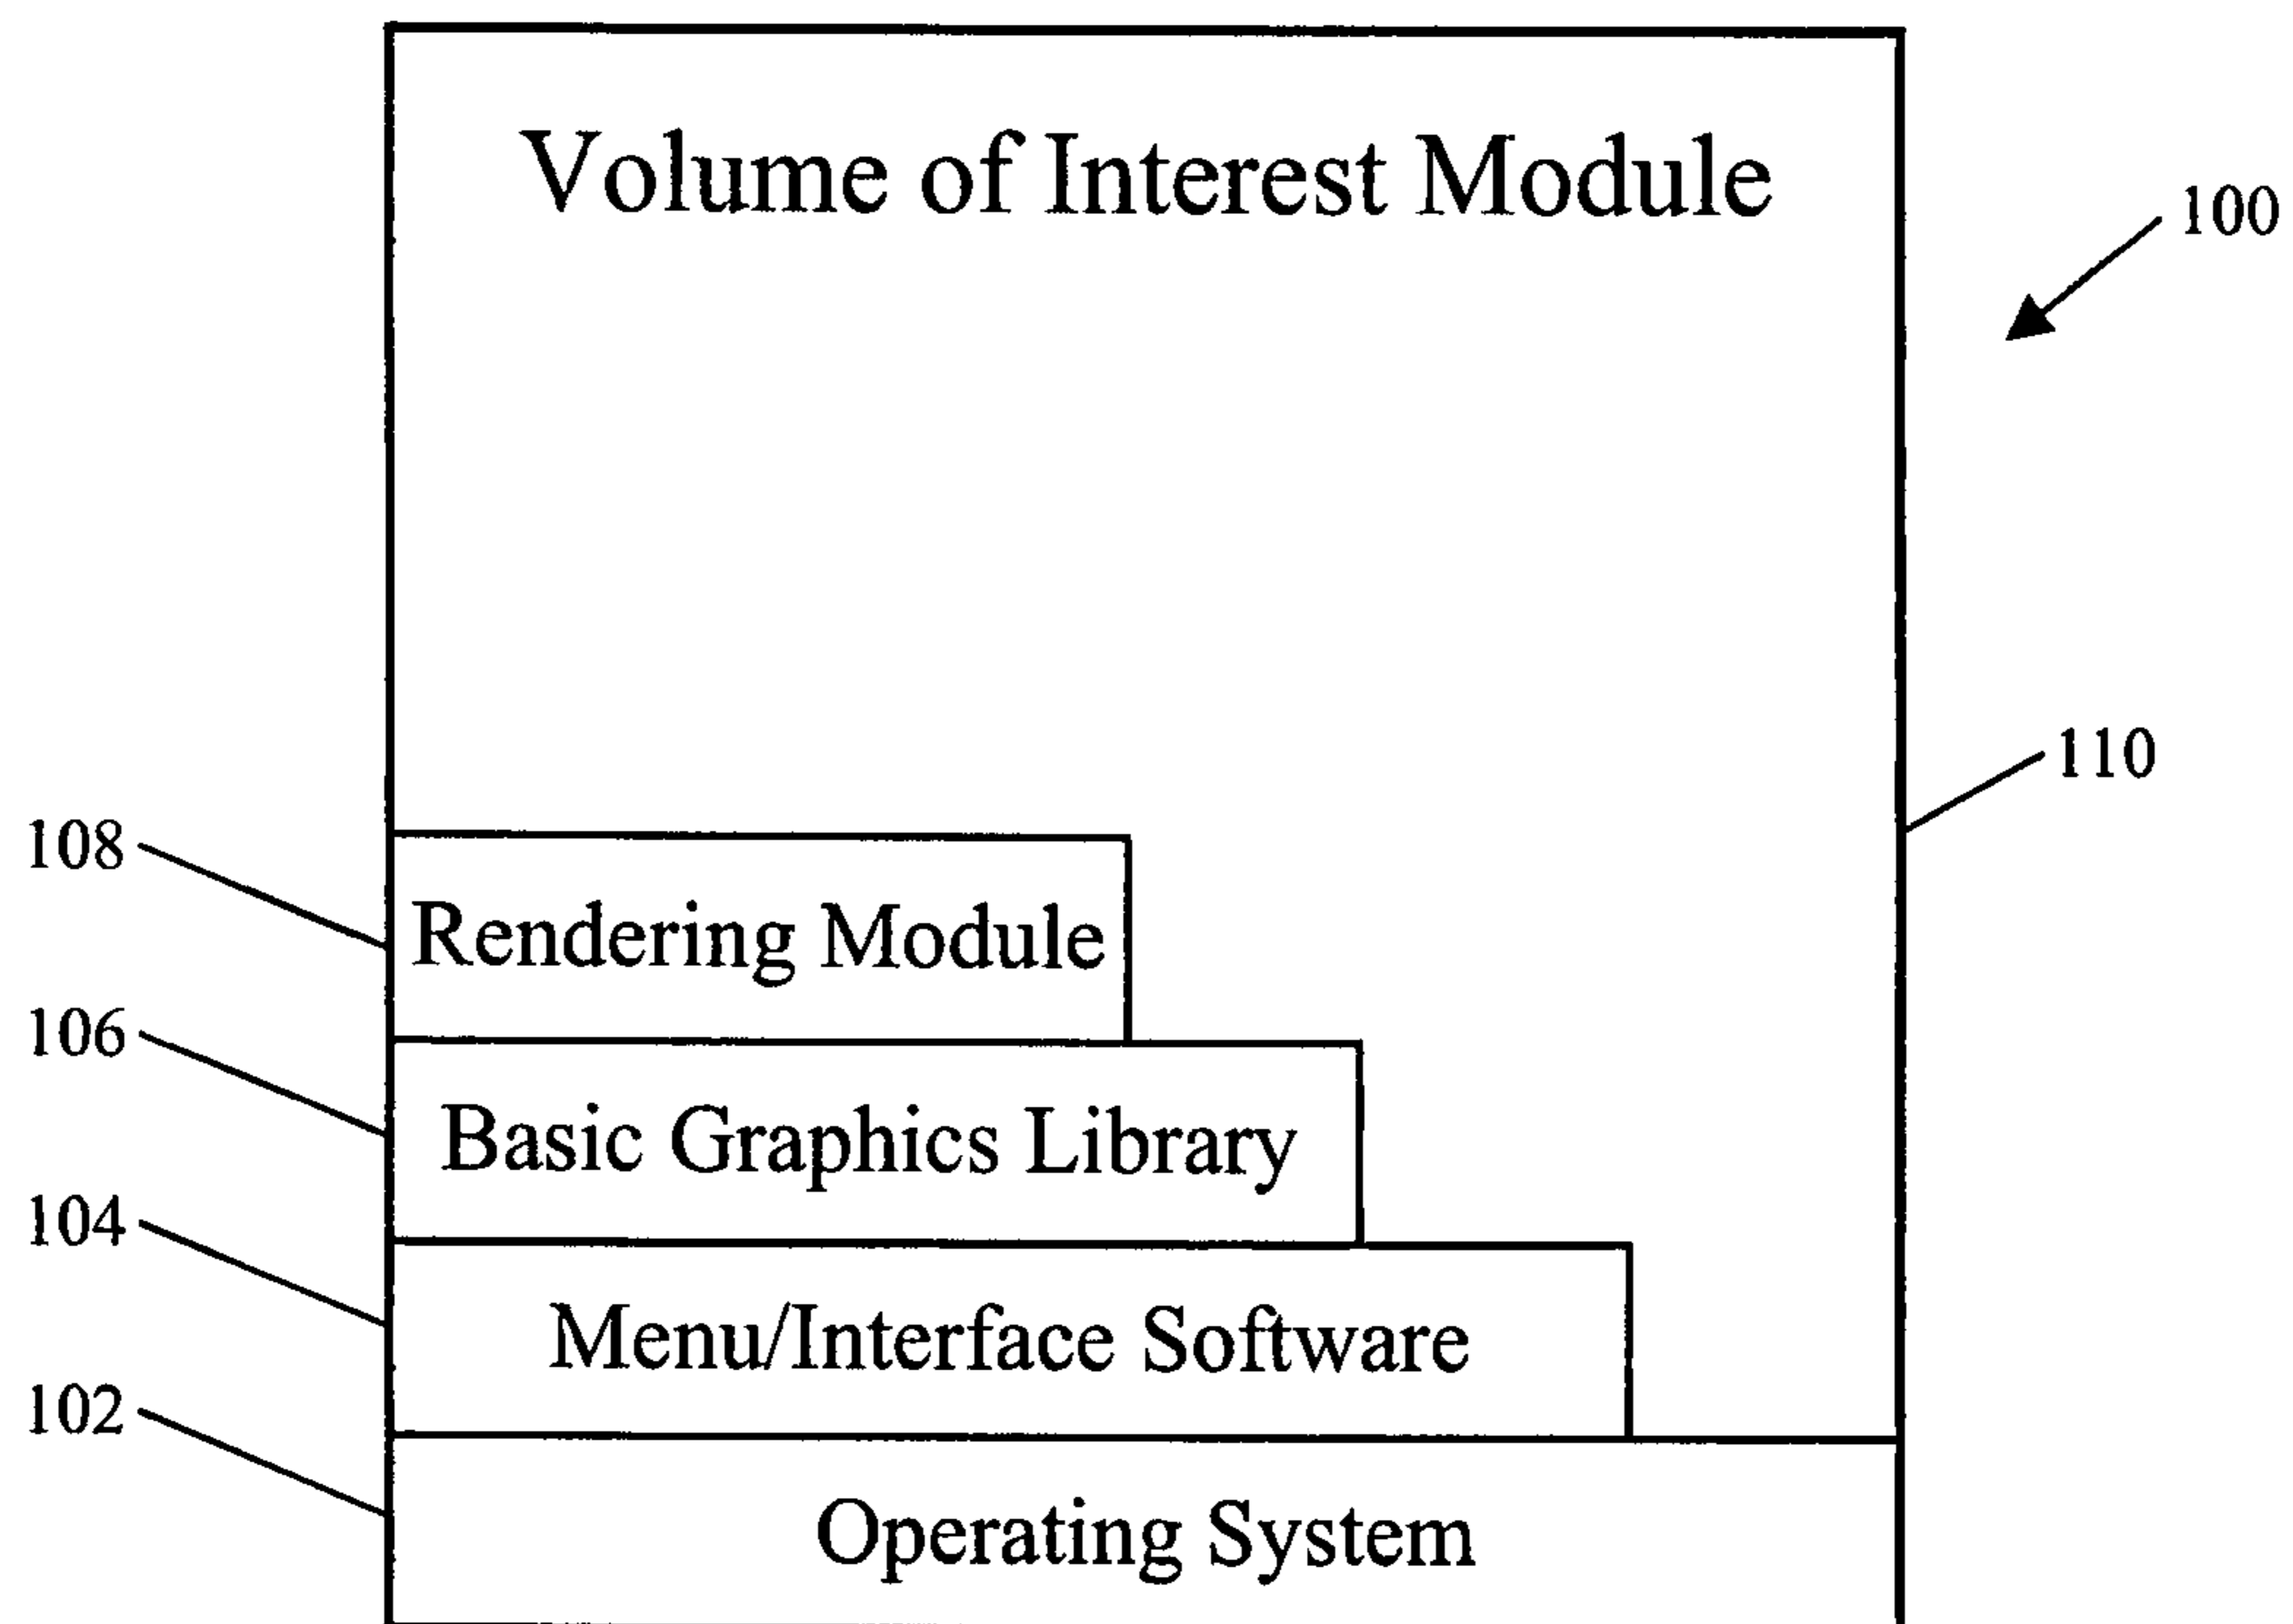 Volume of Interest Module
100
110
108
Rendering Module
106
Basic Graphics Library
104
Menu/Interface Software
102
Operating System